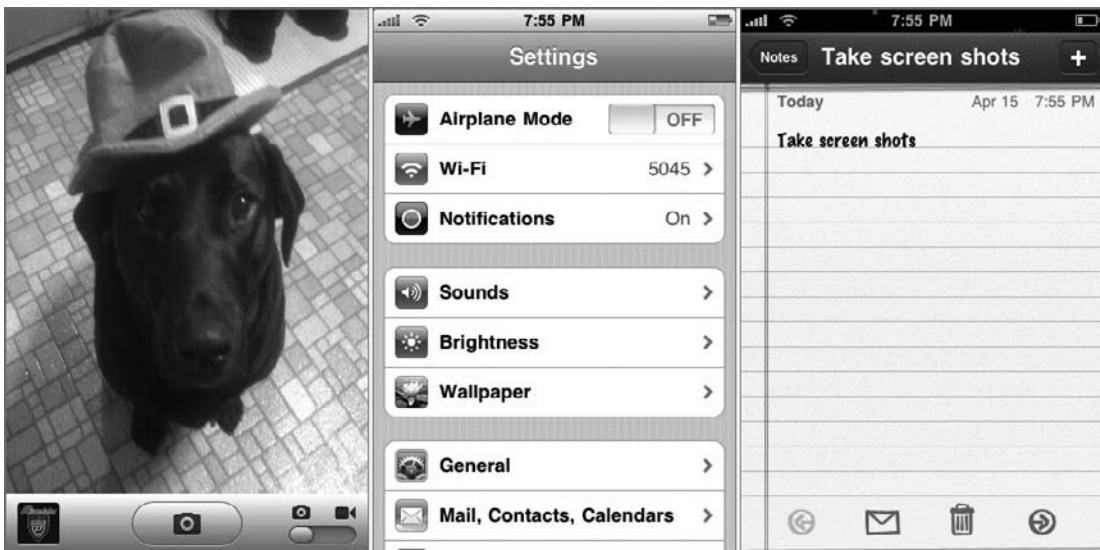 7:55 PM
Settings
Airplane Mode OFF
Wi-Fi 5045
Notifications On
Sounds
Brightness
Wallpaper
General
Mail, Contacts, Calendars
7:55 PM
Notes Take screen shots +
Today Apr 15 7:55 PM
Take screen shots